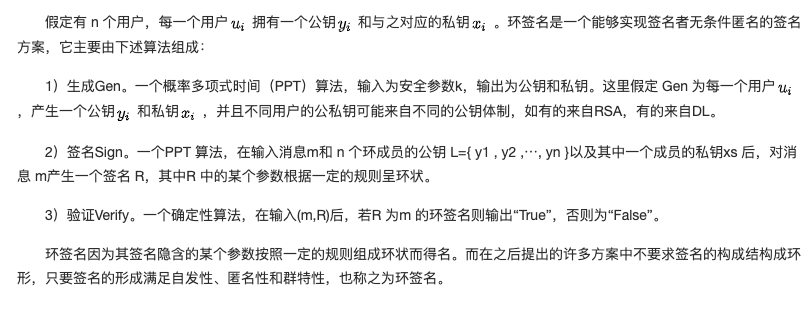 假定有 n 个用户，每一个用户 u_i 拥有一个公钥 y_i 和与之对应的私钥 x_i 。环签名是一个能够实现签名者无条件匿名的签名
方案，它主要由下述算法组成：
1）生成Gen。一个概率多项式时间（PPT）算法，输入为安全参数k，输出为公钥和私钥。这里假定 Gen 为每一个用户 u_i
，产生一个公钥 y_i 和私钥 x_i ，并且不同用户的公私钥可能来自不同的公钥体制，如有的来自RSA，有的来自DL。
2）签名Sign。一个PPT 算法，在输入消息m和 n 个环成员的公钥 L={ y1 , y2 ,…, yn }以及其中一个成员的私钥xs 后，对消
息 m产生一个签名 R，其中R 中的某个参数根据一定的规则呈环状。
3）验证Verify。一个确定性算法，在输入(m,R)后，若R 为m 的环签名则输出“True”，否则为“False”。
环签名因为其签名隐含的某个参数按照一定的规则组成环状而得名。而在之后提出的许多方案中不要求签名的构成结构成环
形，只要签名的形成满足自发性、匿名性和群特性，也称之为环签名。